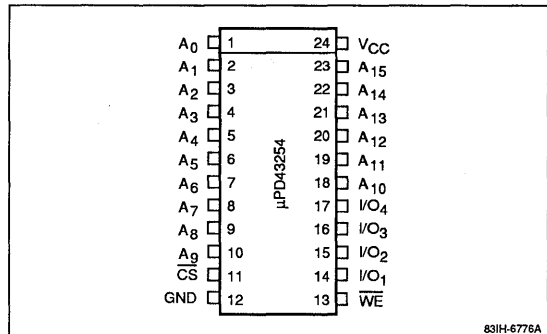 A0 1 24 VCC
A1 2 23 A15
A2 3 22 A14
A3 4 21 A13
A4 5 20 A12
A5 6 19 A11
A6 7 18 A10
A7 8 17 I/O4
A8 9 16 I/O3
A9 10 15 I/O2
C̅S̅ 11 14 I/O1
GND 12 13 W̅E̅
µPD43254
83IH-6776A